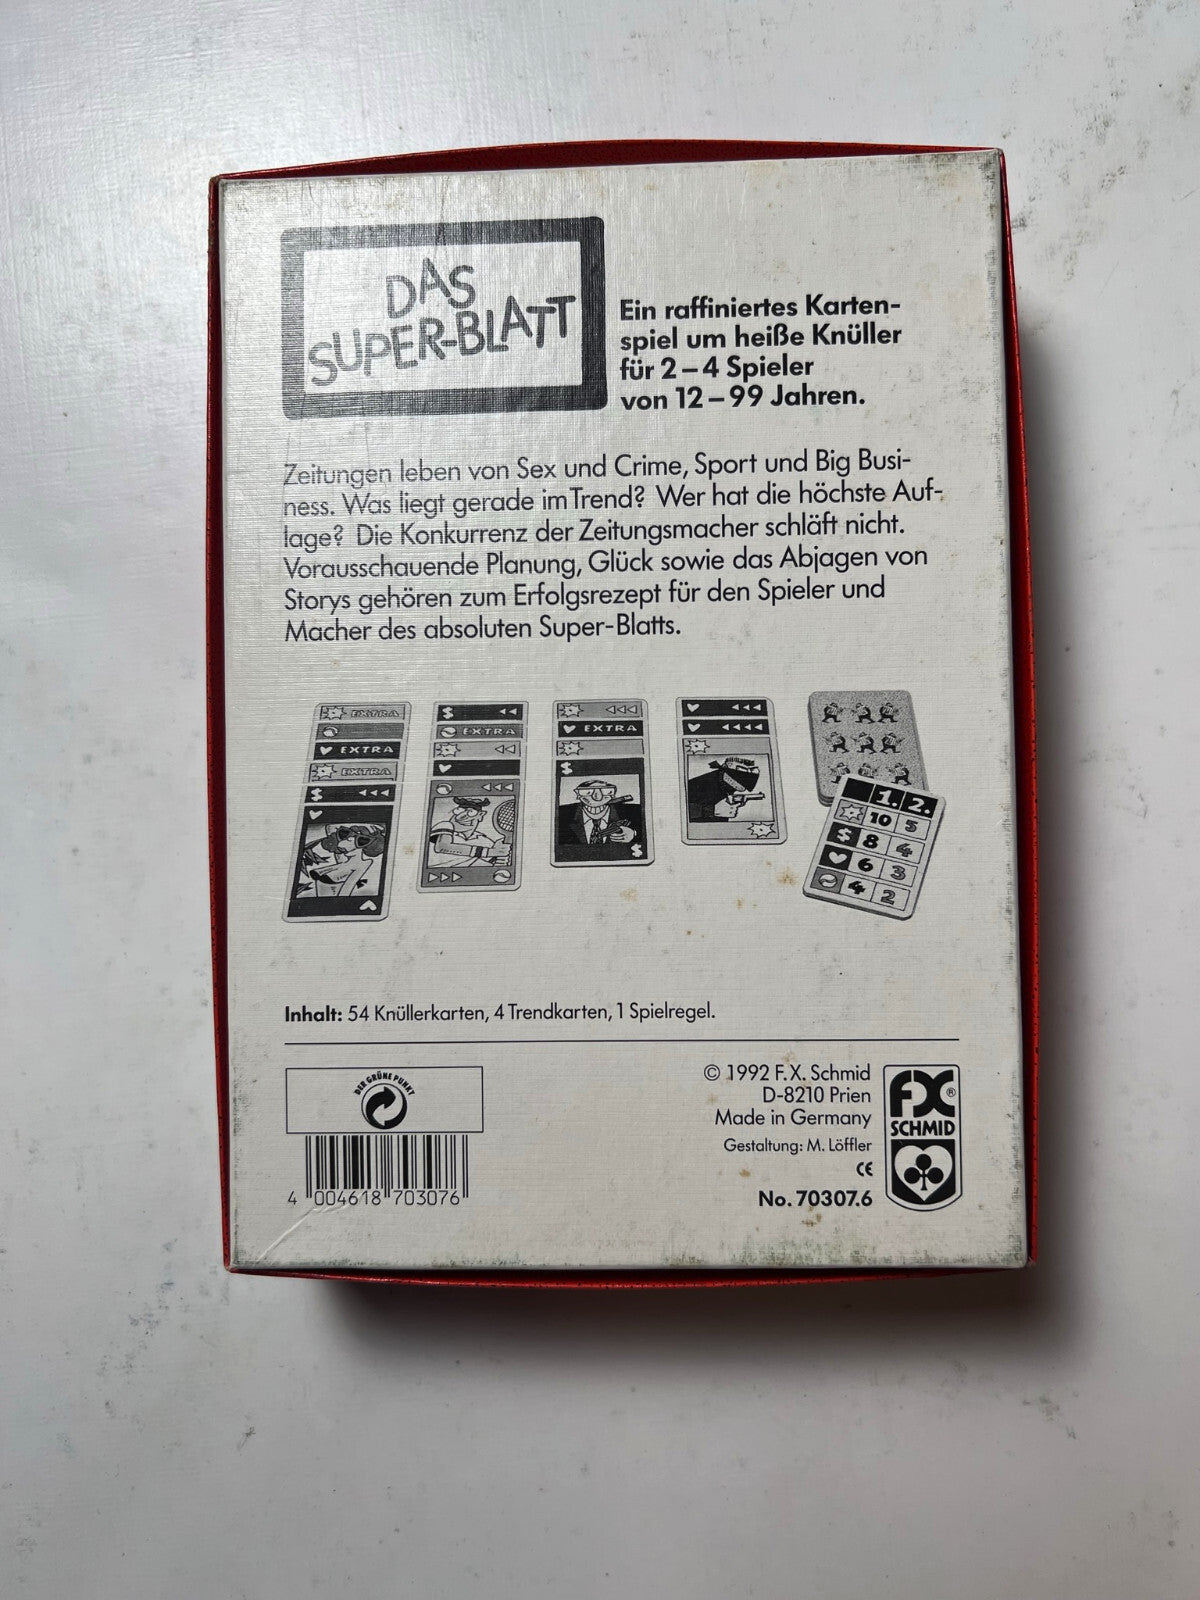 DAS
SUPER-BLATT
Ein raffiniertes Karten-
spiel um heiße Knüller
für 2–4 Spieler
von 12–99 Jahren.
Zeitungen leben von Sex und Crime, Sport und Big Busi-
ness. Was liegt gerade im Trend? Wer hat die höchste Auf-
lage? Die Konkurrenz der Zeitungsmacher schläft nicht.
Vorausschauende Planung, Glück sowie das Abjagen von
Storys gehören zum Erfolgsrezept für den Spieler und
Macher des absoluten Super-Blatts.
EXTRA
EXTRA
EXTRA
$
$
EXTRA
EXTRA
$
$
1. 2.
10 5
$ 8 4
6 3
4 2
Inhalt: 54 Knüllerkarten, 4 Trendkarten, 1 Spielregel.
DER GRÜNE PUNKT
4 004618 703076
© 1992 F.X. Schmid
D-8210 Prien
Made in Germany
Gestaltung: M. Löffler
CE
No. 70307.6
FX®
SCHMID